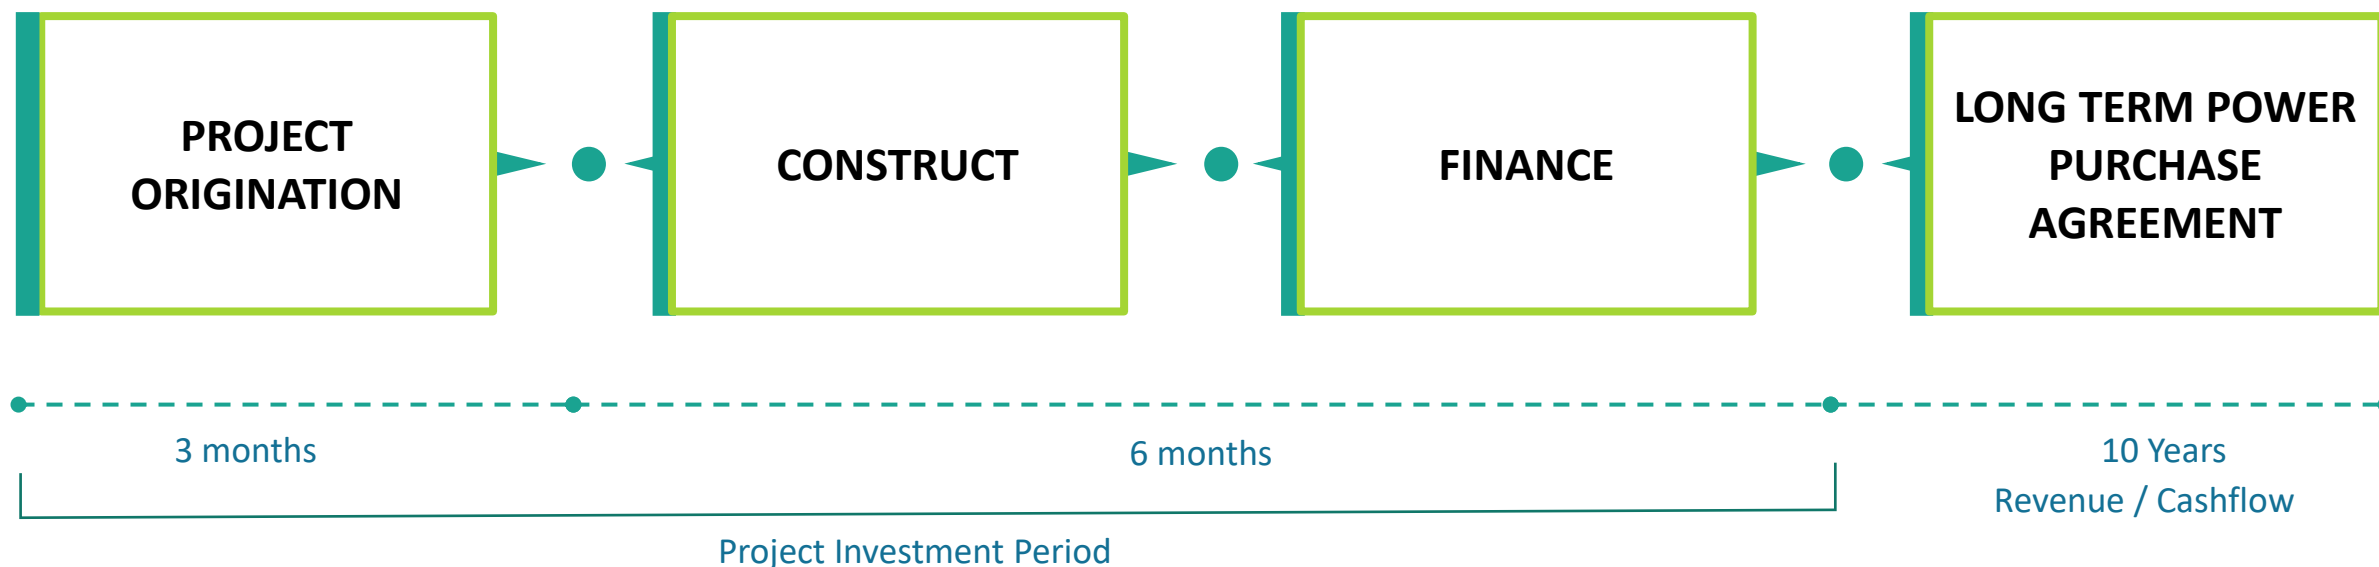 PROJECT
ORIGINATION
CONSTRUCT
FINANCE
LONG TERM POWER
PURCHASE
AGREEMENT
3 months
6 months
10 Years
Revenue / Cashflow
Project Investment Period